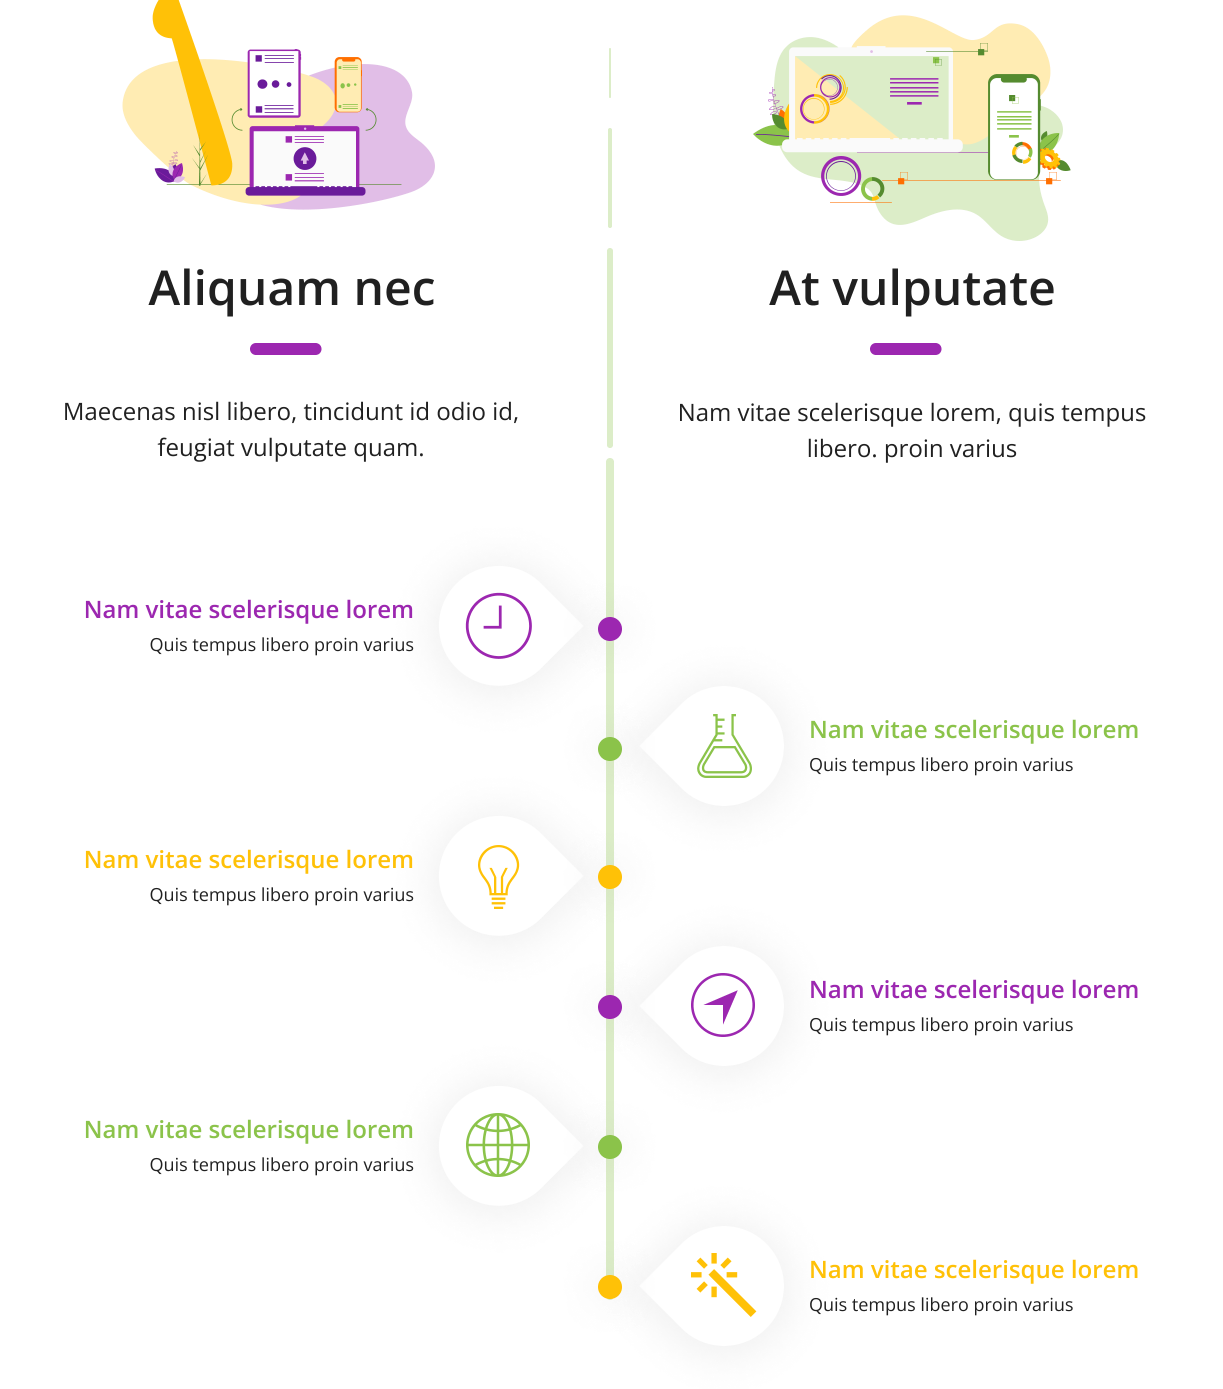 Aliquam nec
Maecenas nisl libero, tincidunt id odio id,
feugiat vulputate quam.
At vulputate
Nam vitae scelerisque lorem, quis tempus
libero. proin varius
Nam vitae scelerisque lorem
Quis tempus libero proin varius
Nam vitae scelerisque lorem
Quis tempus libero proin varius
Nam vitae scelerisque lorem
Quis tempus libero proin varius
Nam vitae scelerisque lorem
Quis tempus libero proin varius
Nam vitae scelerisque lorem
Quis tempus libero proin varius
Nam vitae scelerisque lorem
Quis tempus libero proin varius